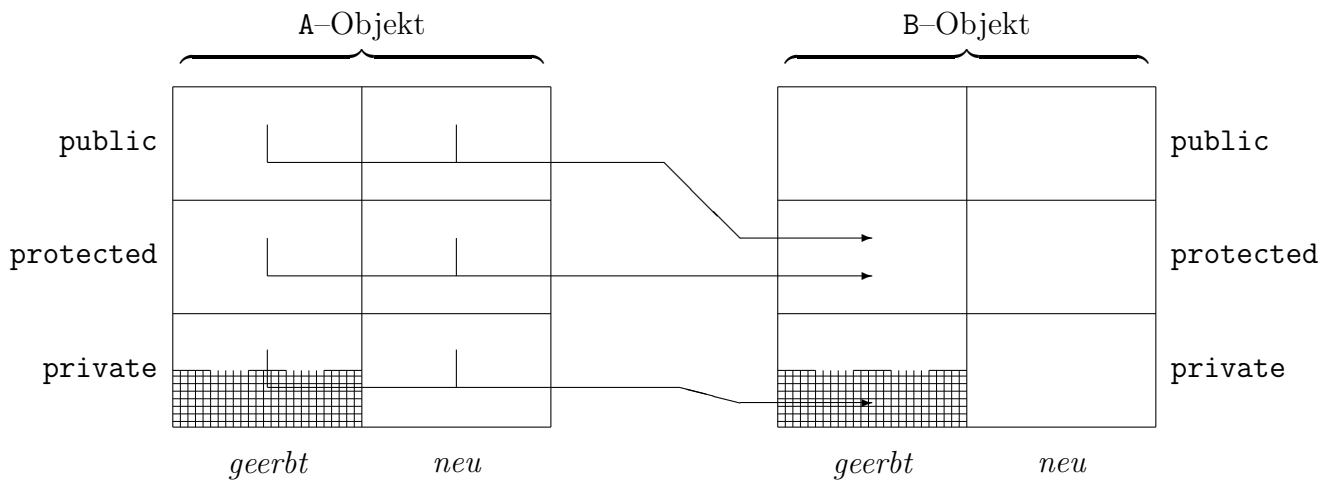 A–Objekt B–Objekt
public public
protected protected
private private
geerbt neu geerbt neu